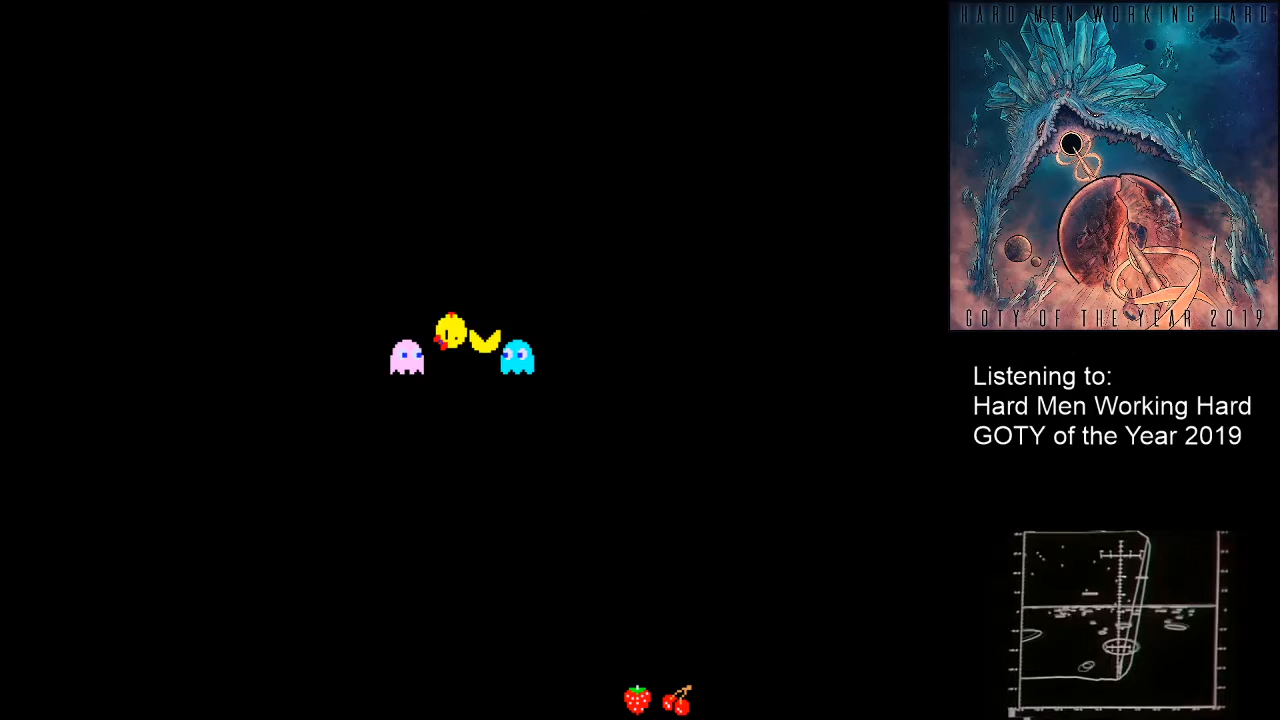 HARD MEN WORKING HARD
GOTY OF THE YEAR 2019
Listening to:
Hard Men Working Hard
GOTY of the Year 2019